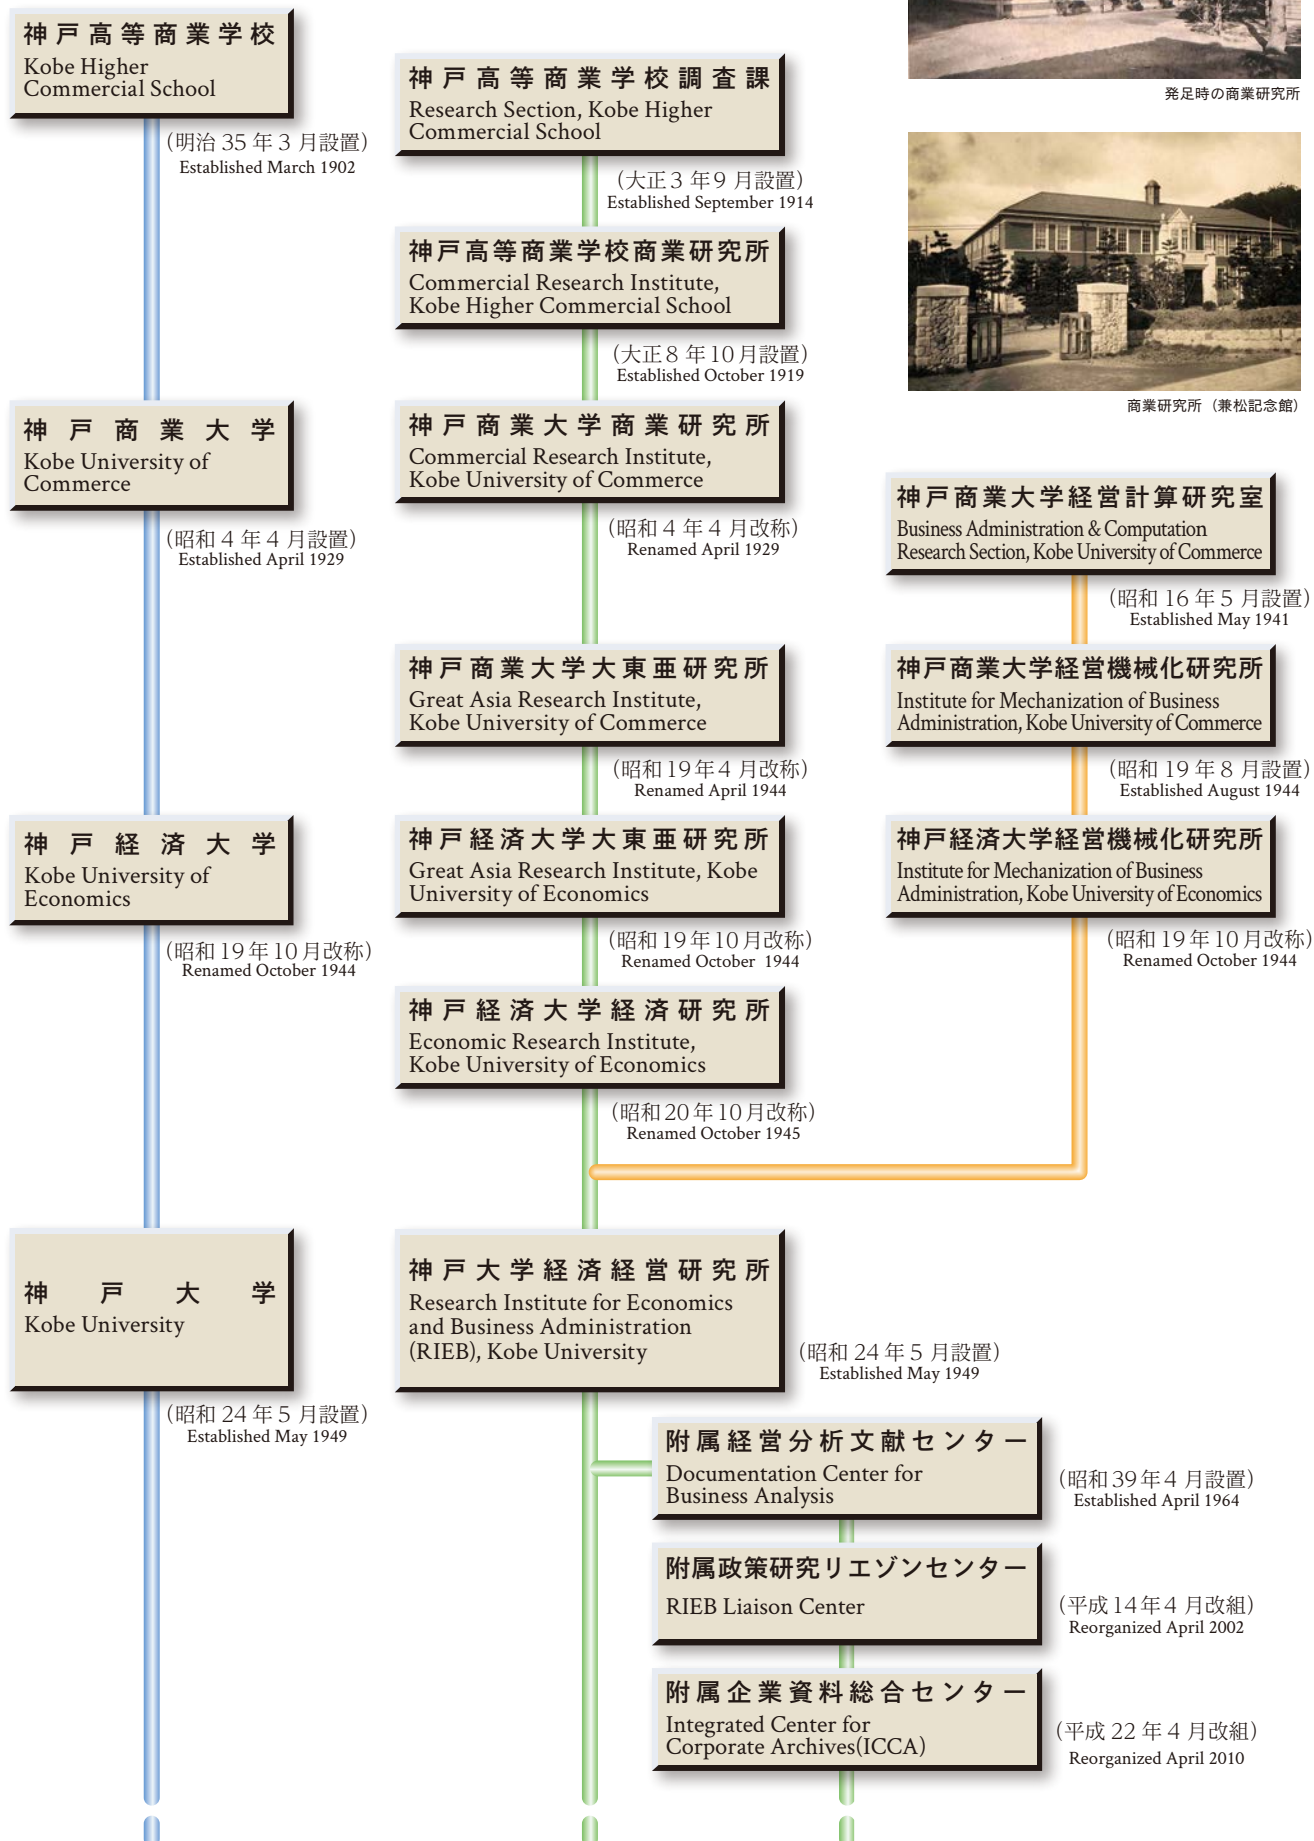 神戸高等商業学校
Kobe Higher
Commercial School
(明治 35 年 3 月設置)
Established March 1902
神戸高等商業学校調査課
Research Section, Kobe Higher
Commercial School
(大正 3 年 9 月設置)
Established September 1914
発足時の商業研究所
神戸高等商業学校商業研究所
Commercial Research Institute,
Kobe Higher Commercial School
(大正 8 年 10 月設置)
Established October 1919
商業研究所(兼松記念館)
神戸商業大学
Kobe University of
Commerce
(昭和 4 年 4 月設置)
Established April 1929
神戸商業大学商業研究所
Commercial Research Institute,
Kobe University of Commerce
(昭和 4 年 4 月改称)
Renamed April 1929
神戸商業大学経営計算研究室
Business Administration & Computation
Research Section, Kobe University of Commerce
(昭和 16 年 5 月設置)
Established May 1941
神戸商業大学大東亜研究所
Great Asia Research Institute,
Kobe University of Commerce
(昭和 19 年 4 月改称)
Renamed April 1944
神戸商業大学経営機械化研究所
Institute for Mechanization of Business
Administration, Kobe University of Commerce
(昭和 19 年 8 月設置)
Established August 1944
神戸経済大学
Kobe University of
Economics
(昭和 19 年 10 月改称)
Renamed October 1944
神戸経済大学大東亜研究所
Great Asia Research Institute, Kobe
University of Economics
(昭和 19 年 10 月改称)
Renamed October 1944
神戸経済大学経営機械化研究所
Institute for Mechanization of Business
Administration, Kobe University of Economics
(昭和 19 年 10 月改称)
Renamed October 1944
神戸経済大学経済研究所
Economic Research Institute,
Kobe University of Economics
(昭和 20 年 10 月改称)
Renamed October 1945
神戸大学
Kobe University
(昭和 24 年 5 月設置)
Established May 1949
神戸大学経済経営研究所
Research Institute for Economics
and Business Administration
(RIEB), Kobe University
(昭和 24 年 5 月設置)
Established May 1949
附属経営分析文献センター
Documentation Center for
Business Analysis
(昭和 39 年 4 月設置)
Established April 1964
附属政策研究リエゾンセンター
RIEB Liaison Center
(平成 14 年 4 月改組)
Reorganized April 2002
附属企業資料総合センター
Integrated Center for
Corporate Archives(ICCA)
(平成 22 年 4 月改組)
Reorganized April 2010